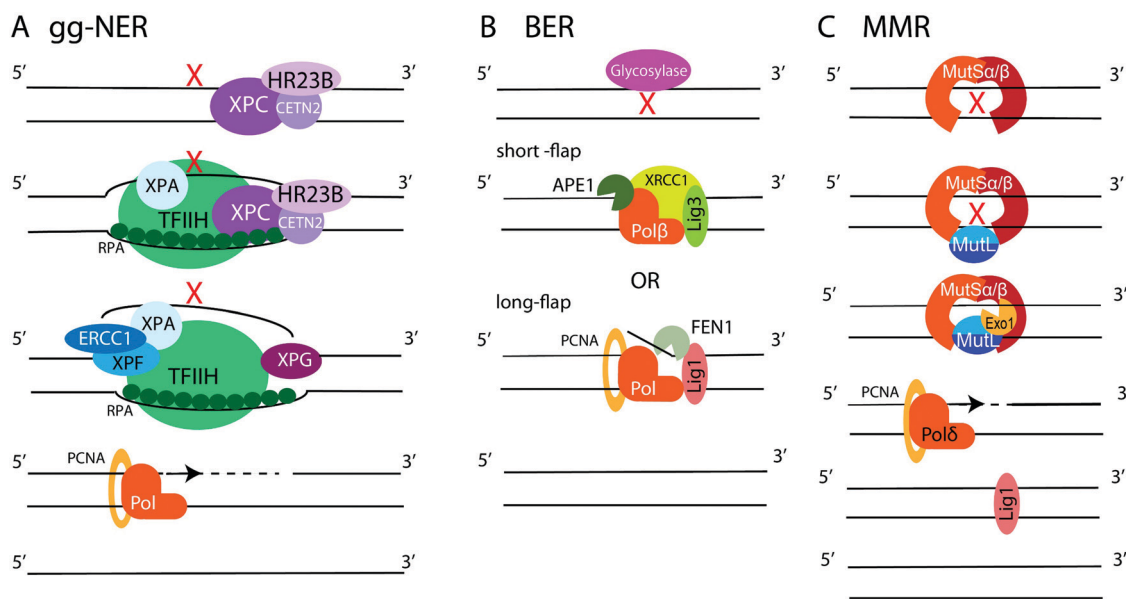 A gg-NER
5′ X HR23B 3′
XPC CETN2
5′ X 3′
XPA HR23B
TFIIH XPC CETN2
RPA
X
5′ XPA 3′
ERCC1
XPF TFIIH XPG
RPA
5′ PCNA 3′
Pol
5′ 3′
B BER
5′ Glycosylase 3′
X
short -flap
APE1 XRCC1
5′ 3′
Polβ Lig3
OR
long-flap
PCNA FEN1
5′ 3′
Pol Lig1
5′ 3′
C MMR
5′ MutSα/β 3′
X
5′ MutSα/β 3′
X
MutL
5′ MutSα/β 3′
Exo1
MutL
5′ PCNA 3
Polδ
5′ 3′
Lig1
5′ 3′